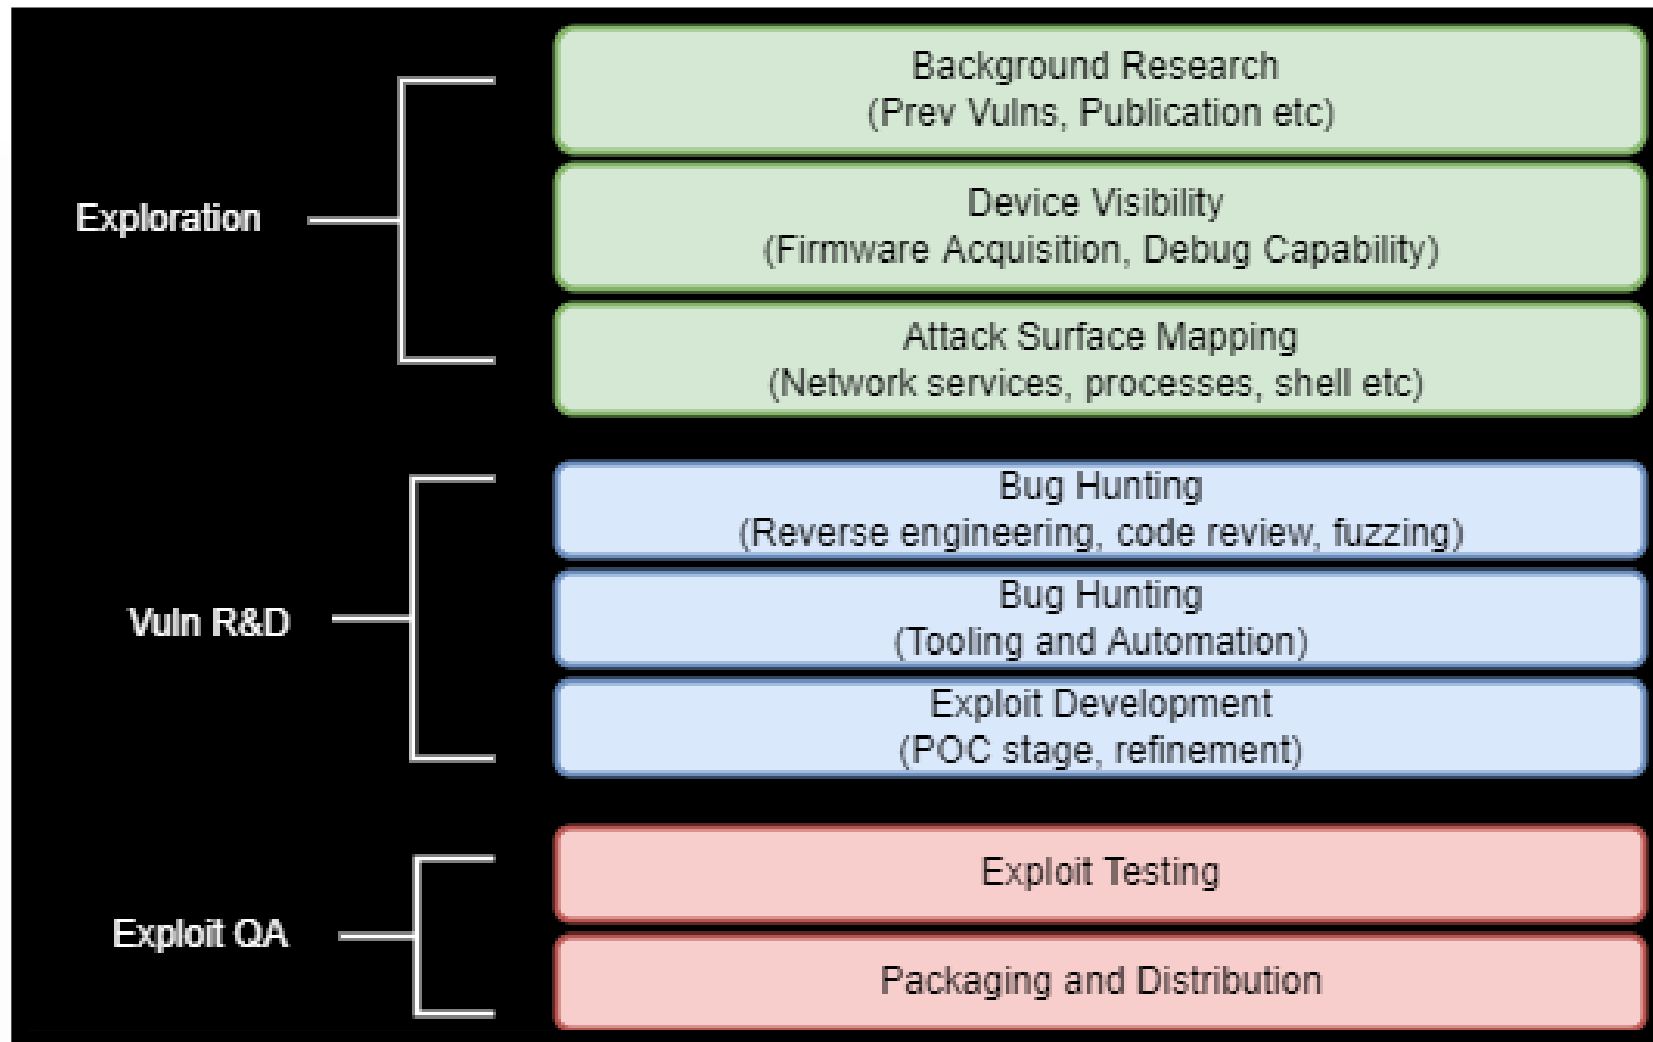 Exploration
Background Research
(Prev Vulns, Publication etc)
Device Visibility
(Firmware Acquisition, Debug Capability)
Attack Surface Mapping
(Network services, processes, shell etc)
Vuln R&D
Bug Hunting
(Reverse engineering, code review, fuzzing)
Bug Hunting
(Tooling and Automation)
Exploit Development
(POC stage, refinement)
Exploit QA
Exploit Testing
Packaging and Distribution